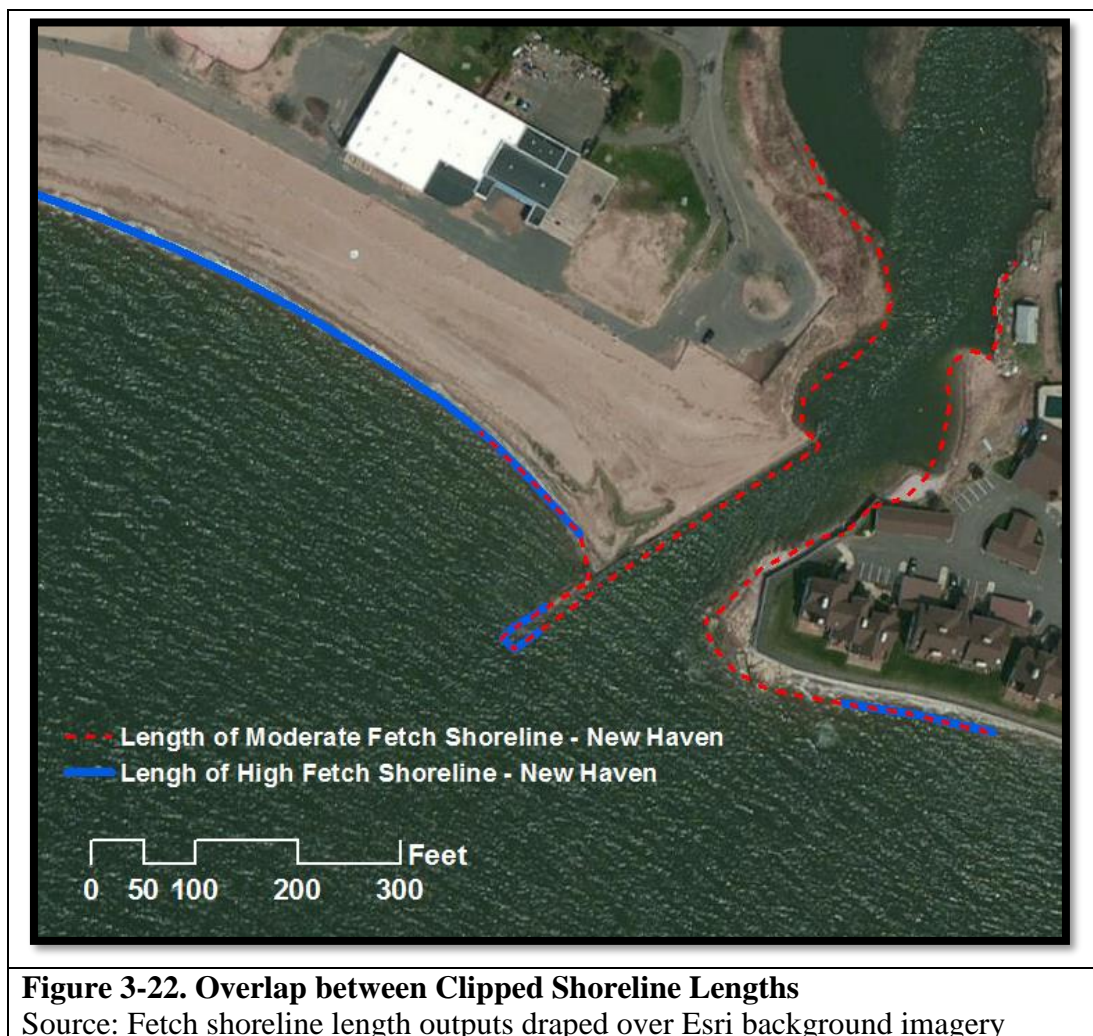 Length of Moderate Fetch Shoreline - New Haven
Lengh of High Fetch Shoreline - New Haven
Feet
0 50 100 200 300
Figure 3-22. Overlap between Clipped Shoreline Lengths
Source: Fetch shoreline length outputs draped over Esri background imagery